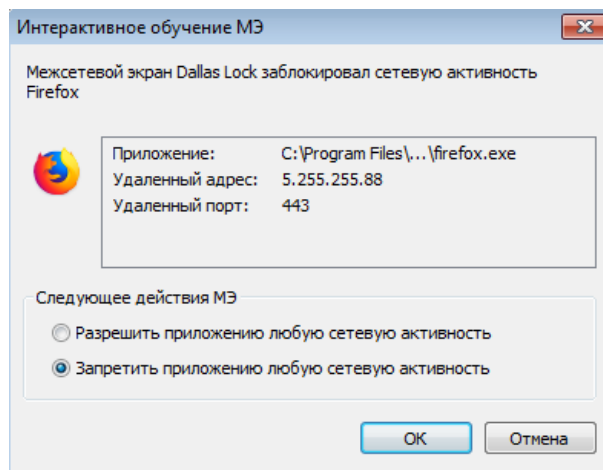 Интерактивное обучение МЭ
Межсетевой экран Dallas Lock заблокировал сетевую активность
Firefox
Приложение: C:\Program Files\...\firefox.exe
Удаленный адрес: 5.255.255.88
Удаленный порт: 443
Следующее действия МЭ
Разрешить приложению любую сетевую активность
Запретить приложению любую сетевую активность
OK Отмена